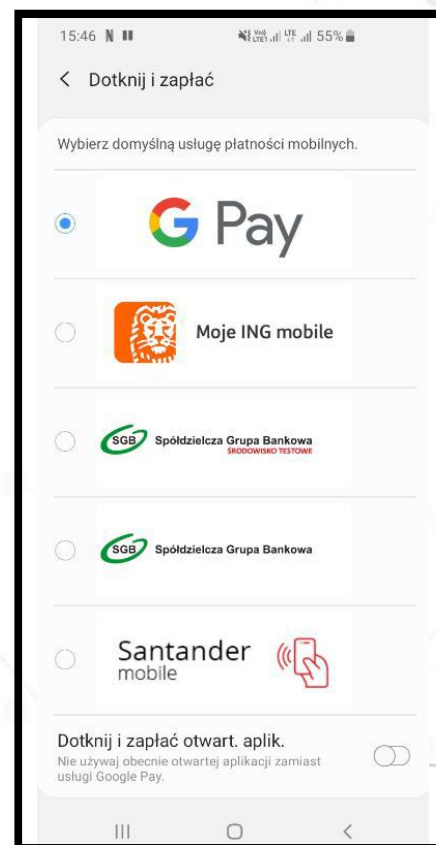 15:46 N 55%
Dotknij i zapłać
Wybierz domyślną usługę płatności mobilnych.
G Pay
Moje ING mobile
SGB Spółdzielcza Grupa Bankowa
ŚRODOWISKO TESTOWE
SGB Spółdzielcza Grupa Bankowa
Santander
mobile
Dotknij i zapłać otwart. aplik.
Nie używaj obecnie otwartej aplikacji zamiast
usługi Google Pay.